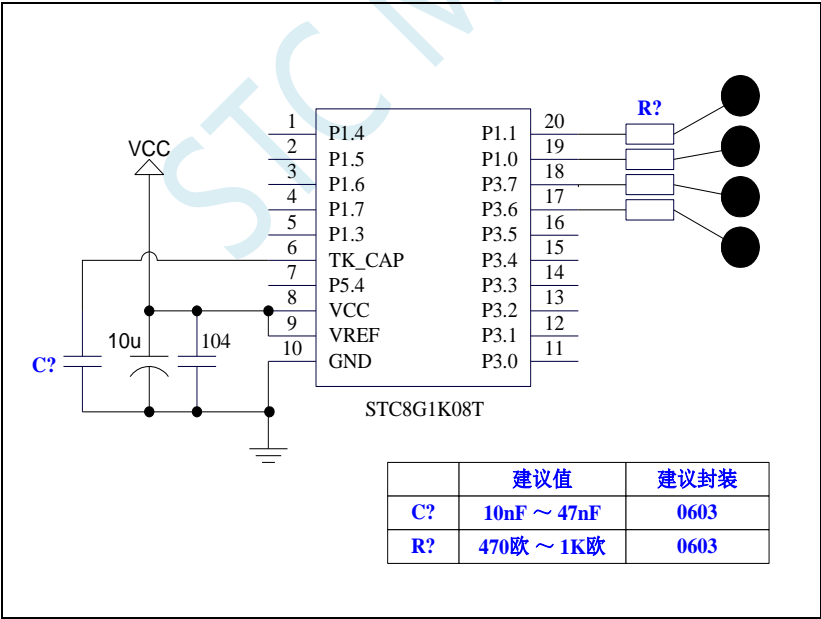 STC M
R?
VCC
1 P1.4 P1.1 20
2 P1.5 P1.0 19
3 P1.6 P3.7 18
4 P1.7 P3.6 17
5 P1.3 P3.5 16
6 TK_CAP P3.4 15
7 P5.4 P3.3 14
8 VCC P3.2 13
9 VREF P3.1 12
10 GND P3.0 11
C? 10u 104
STC8G1K08T
建议值 建议封装
C? 10nF ~ 47nF 0603
R? 470欧 ~ 1K欧 0603